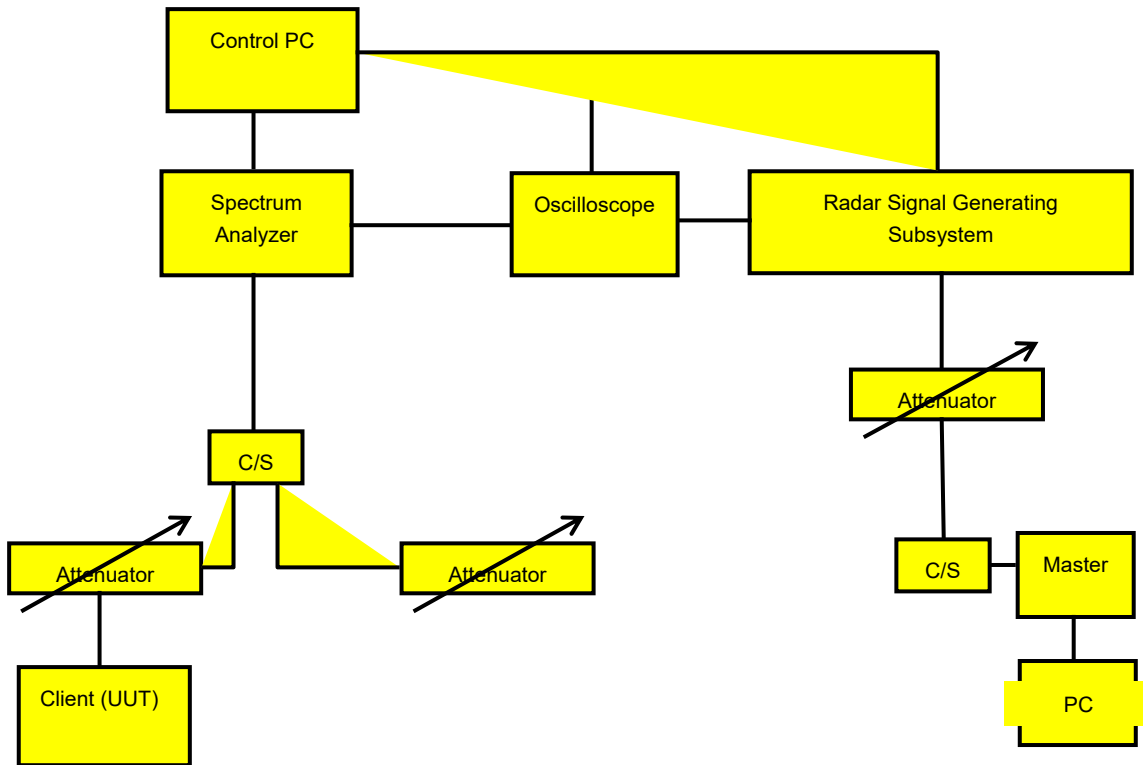 Control PC
Spectrum
Analyzer
Oscilloscope
Radar Signal Generating
Subsystem
Attenuator
C/S
Attenuator
Attenuator
C/S
Master
Client (UUT)
PC